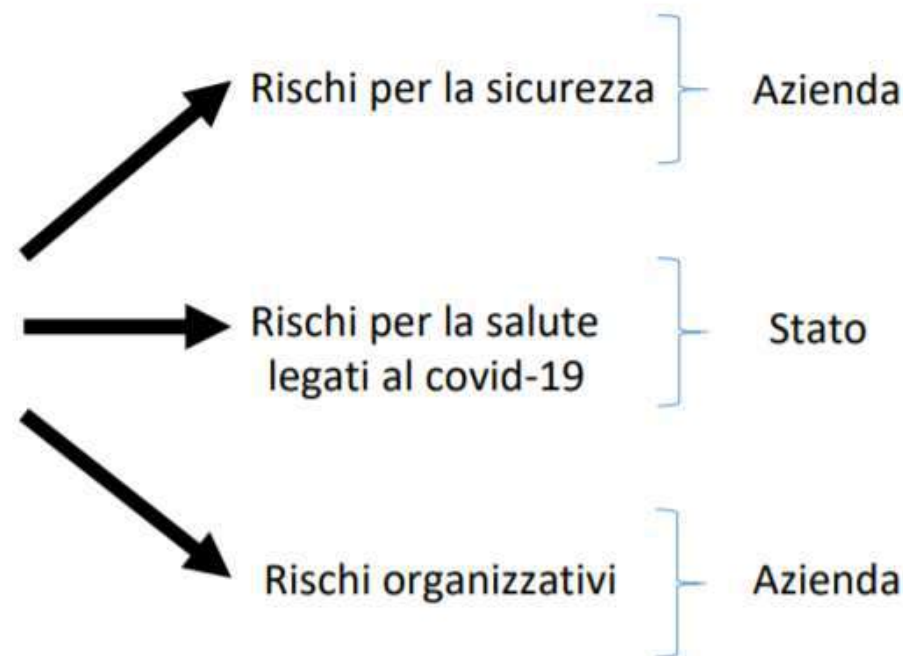 Rischi per la sicurezza
Azienda
Rischi per la salute
legati al covid-19
Stato
Rischi organizzativi
Azienda